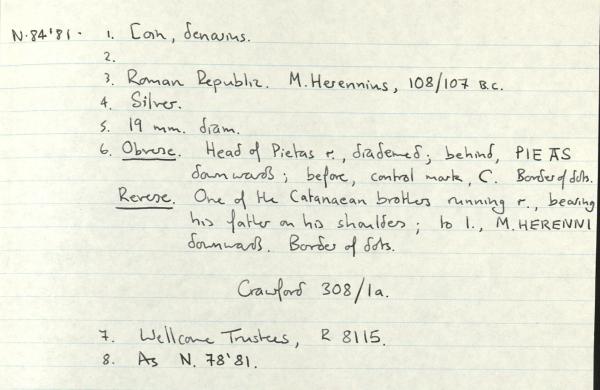 N.84'81. 1. Coin, denarius.
2.
3. Roman Republic. M. Herennius, 108/107 B.C.
4. Silver.
5. 19 mm. diam.
6. Obverse. Head of Pietas r., diademed; behind, PIETAS
downwards; before, control mark, C. Border of dots.
Reverse. One of the Catanaean brothers running r., bearing
his father on his shoulders; to l., M.HERENNI
downwards. Border of dots.
Crawford 308/1a.
7. Wellcome Trustees, R 8115.
8. As N. 78'81.